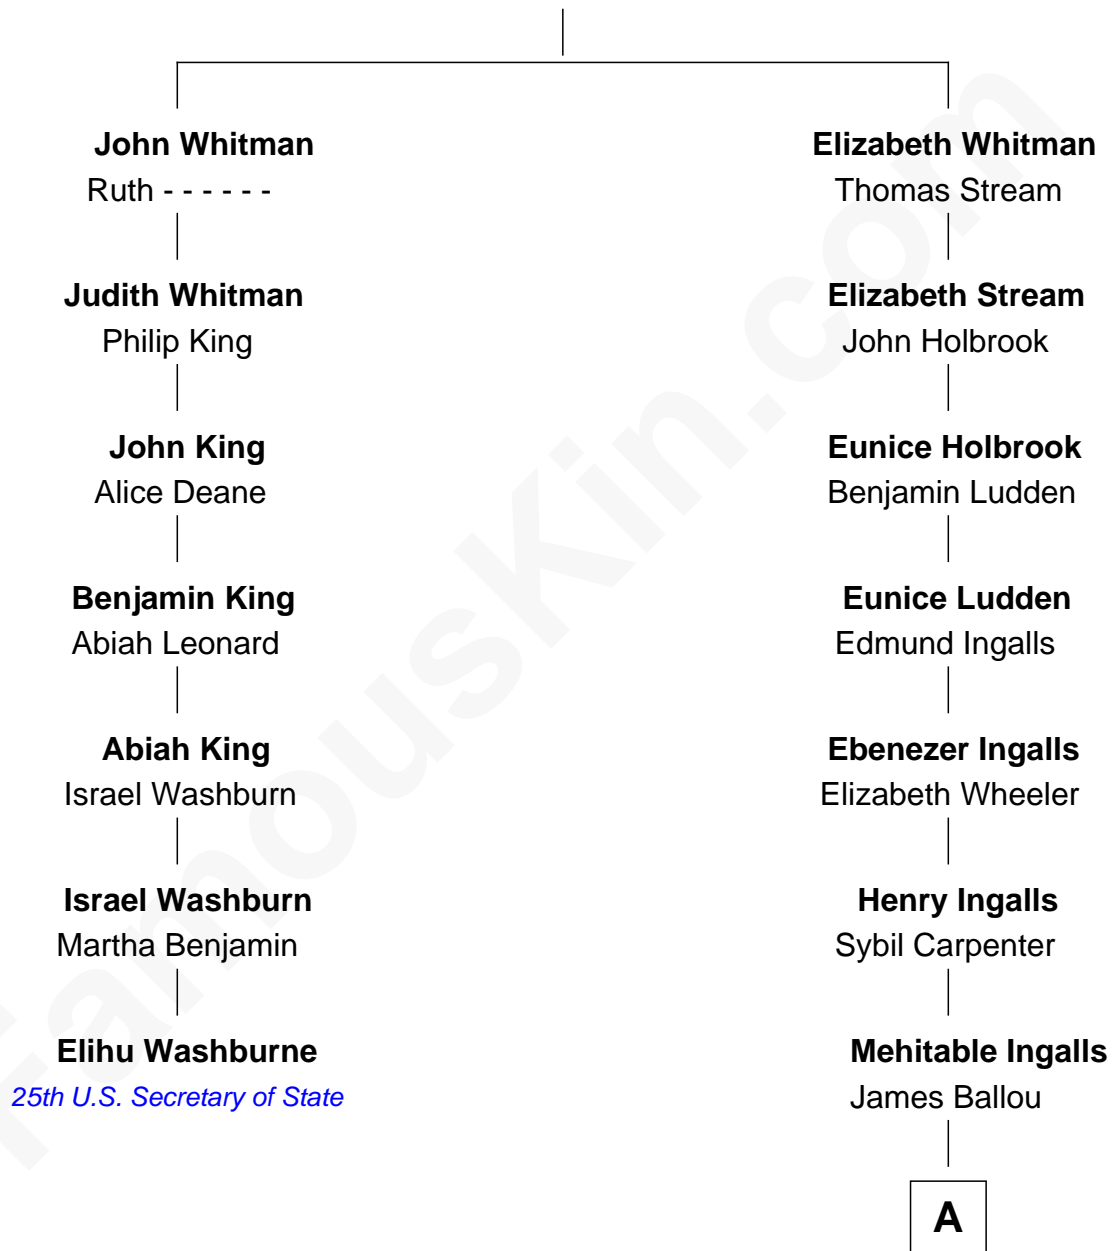 John Whitman
Ruth - - - - - -
Judith Whitman
Philip King
John King
Alice Deane
Benjamin King
Abiah Leonard
Abiah King
Israel Washburn
Israel Washburn
Martha Benjamin
Elihu Washburne
25th U.S. Secretary of State
Elizabeth Whitman
Thomas Stream
Elizabeth Stream
John Holbrook
Eunice Holbrook
Benjamin Ludden
Eunice Ludden
Edmund Ingalls
Ebenezer Ingalls
Elizabeth Wheeler
Henry Ingalls
Sybil Carpenter
Mehitable Ingalls
James Ballou
A
FamousKin.com